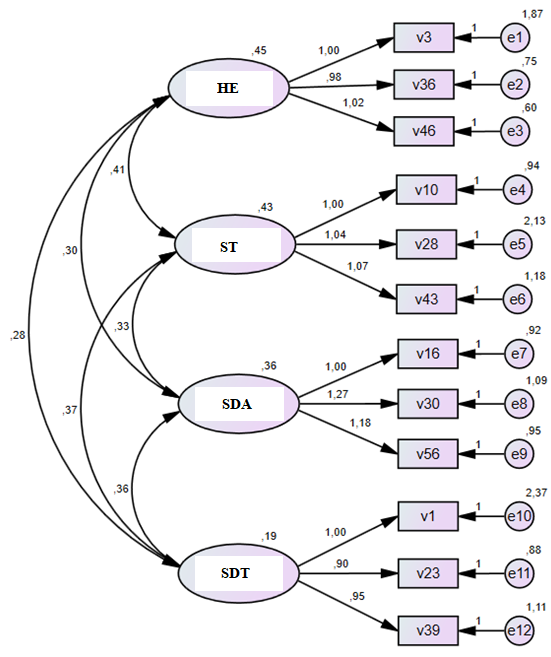 1,87
1,00 v3 1 e1
,45 ,75
HE ,98 v36 1 e2
,60
1,02 v46 1 e3
,41
,94
1,00 v10 1 e4
,43 2,13
ST 1,04 v28 1 e5
,30 1,18
1,07 v43 1 e6
,28 ,33
,92
1,00 v16 1 e7
,36 1,09
SDA 1,27 v30 1 e8
,37 ,95
1,18 v56 1 e9
,36
2,37
1,00 v1 1 e10
,19 ,88
SDT ,90 v23 1 e11
1,11
,95 v39 1 e12